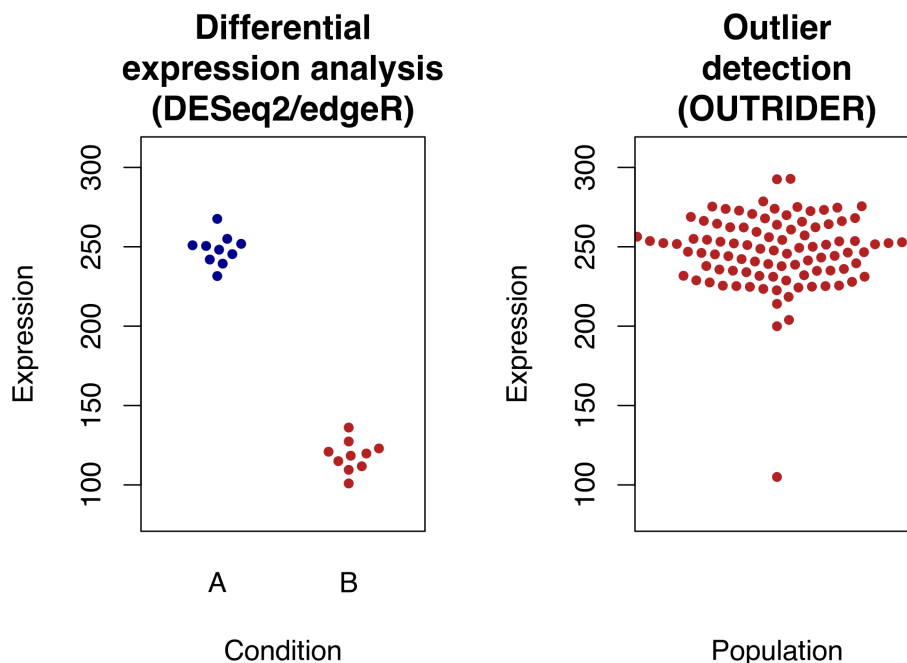 Differential
expression analysis
(DESeq2/edgeR)
Expression
300
250
200
150
100
A
B
Condition
Outlier
detection
(OUTRIDER)
Expression
300
250
200
150
100
Population